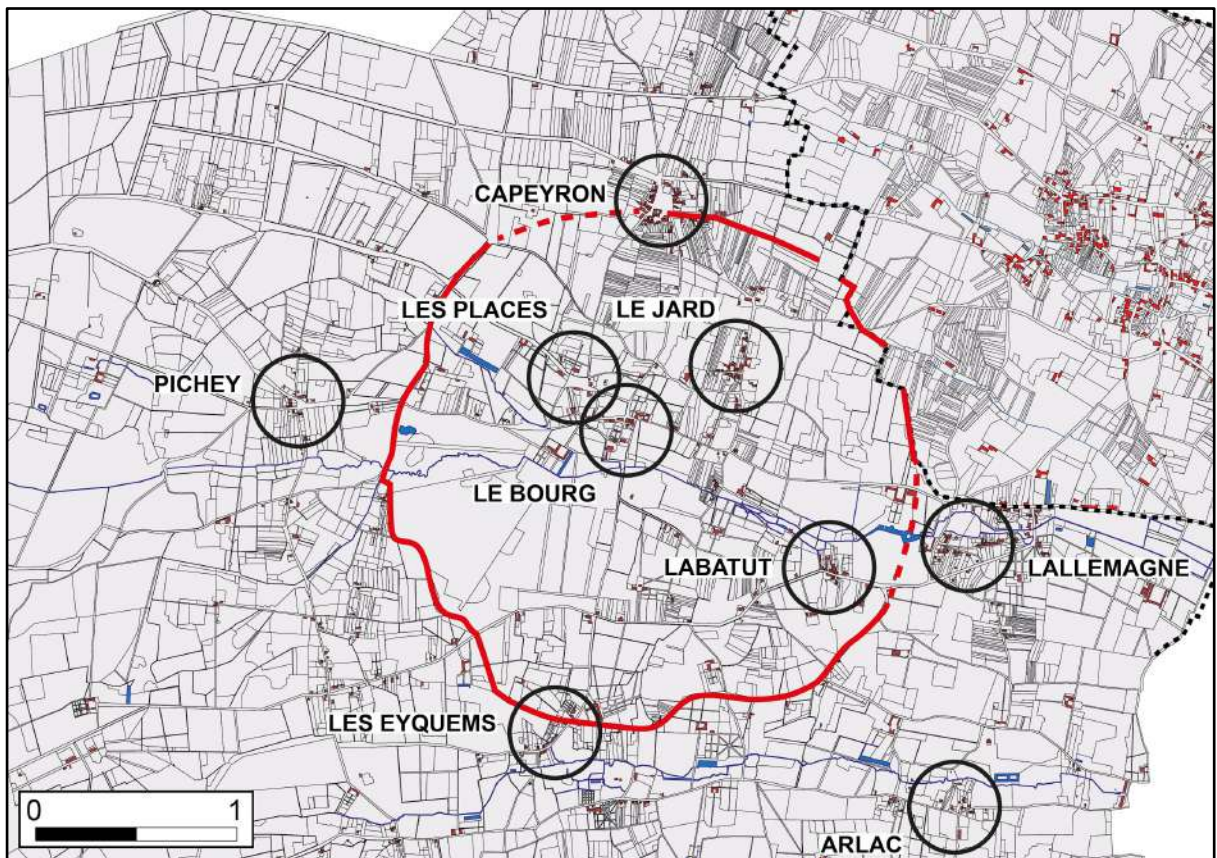 CAPEYRON
LES PLACES
LE JARD
PICHEY
LE BOURG
LABATUT
LALLEMAGNE
LES EYQUEMS
0 1
ARLAC